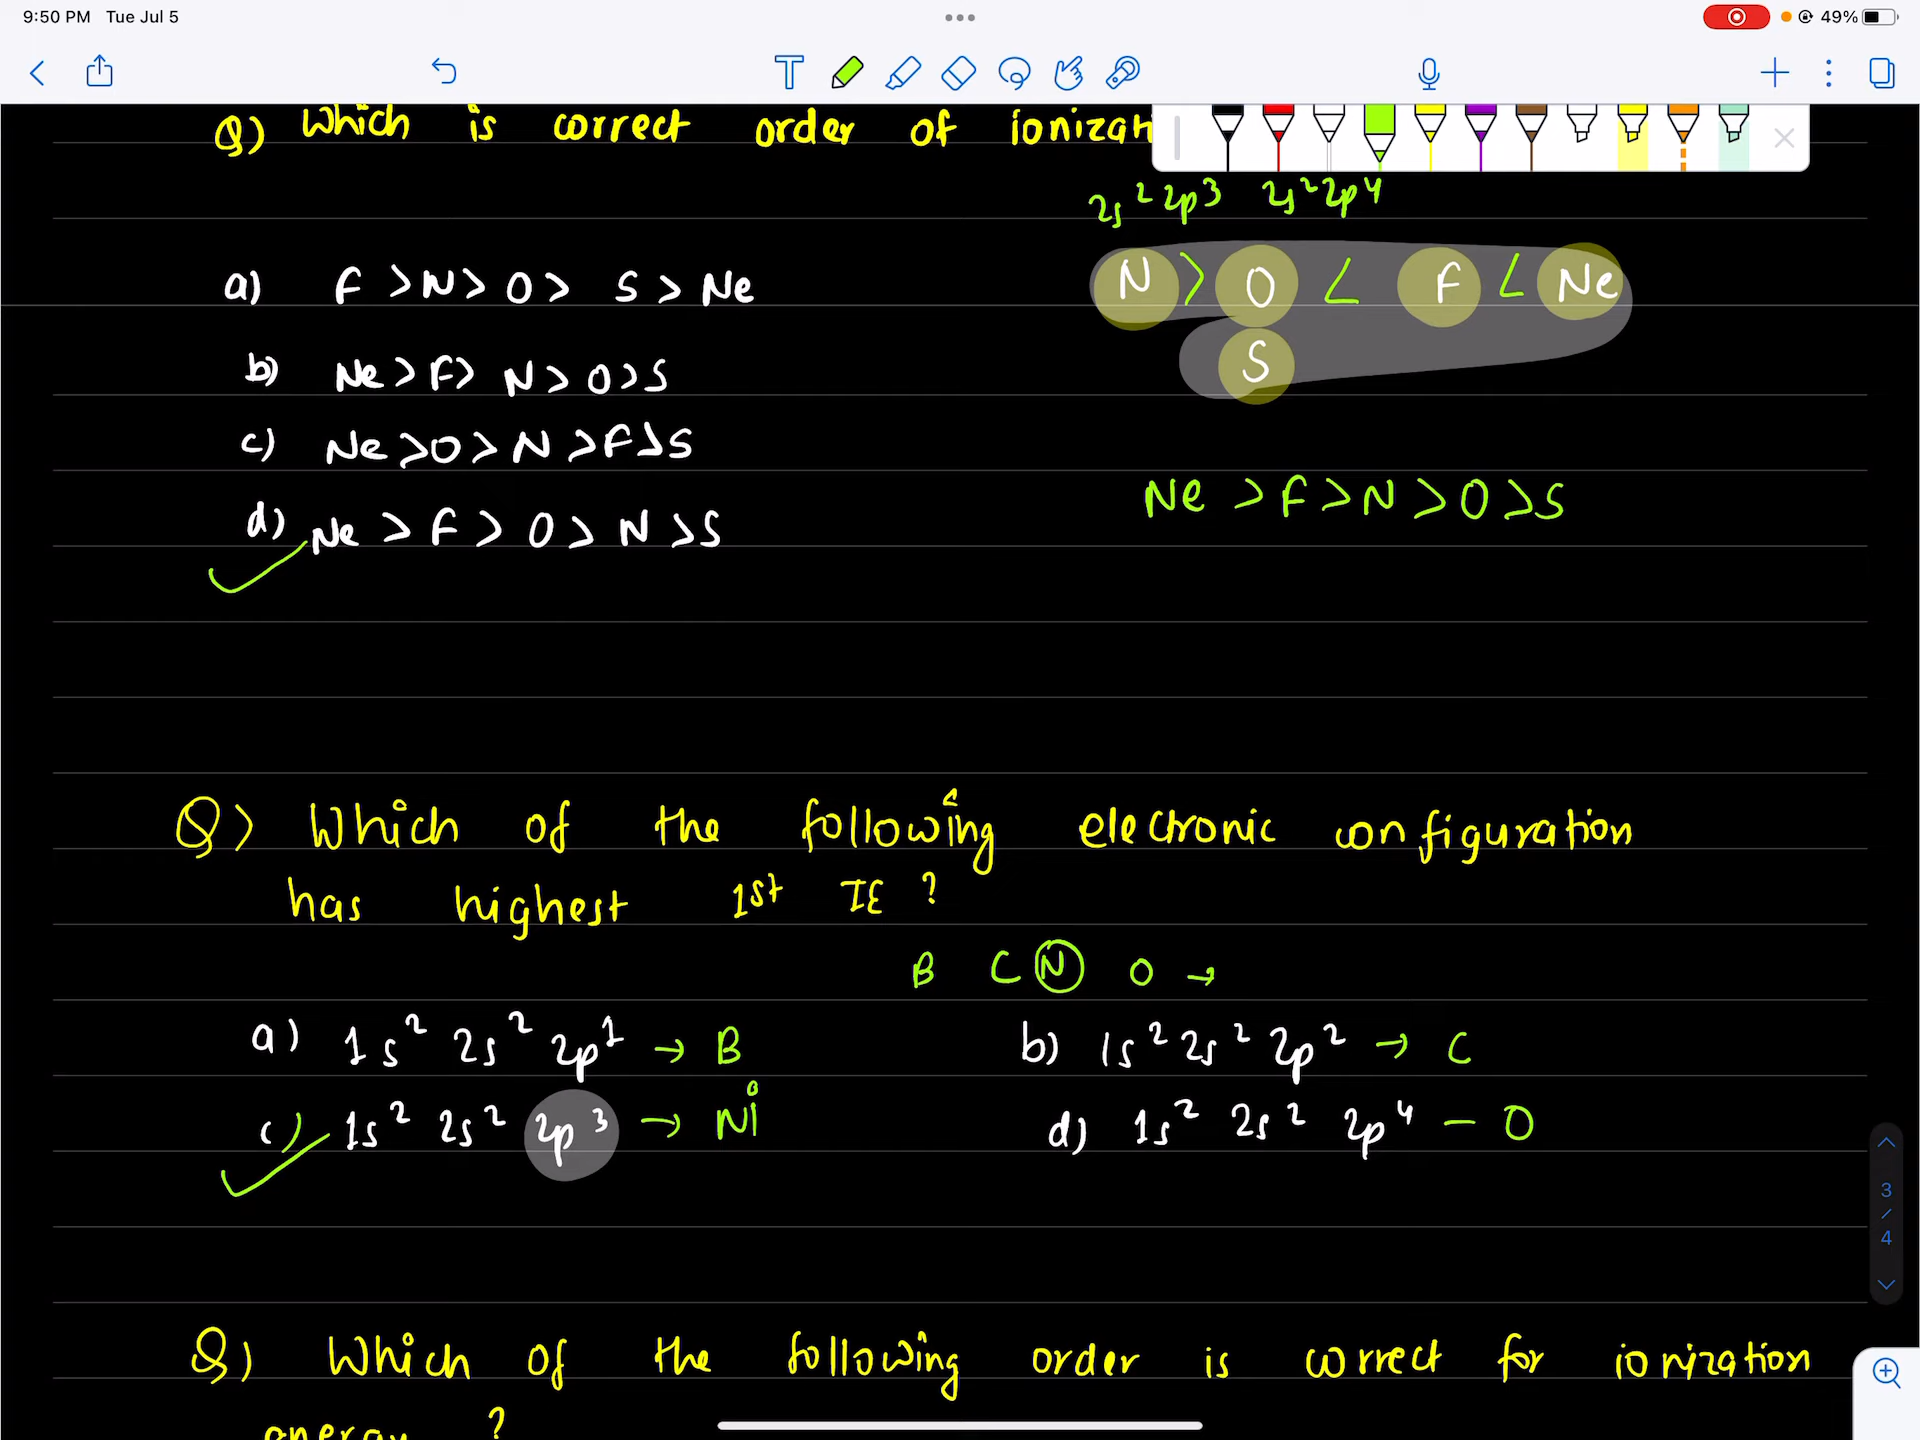 9:50 PM Tue Jul 5
49%
Q) Which is correct order of ionizati
2s² 2p³ 2s² 2p⁴
a) F > N > O > S > Ne
N > O < F < Ne
S
b) Ne > F > N > O > S
c) Ne > O > N > F > S
Ne > F > N > O > S
d) Ne > F > O > N > S
Q) Which of the following electronic configuration
has highest 1st IE ?
B C N O →
a) 1s² 2s² 2p¹ → B
b) 1s² 2s² 2p² → C
c) 1s² 2s² 2p³ → Ni
d) 1s² 2s² 2p⁴ – O
3
/
4
Q) Which of the following order is correct for ionization
energy ?